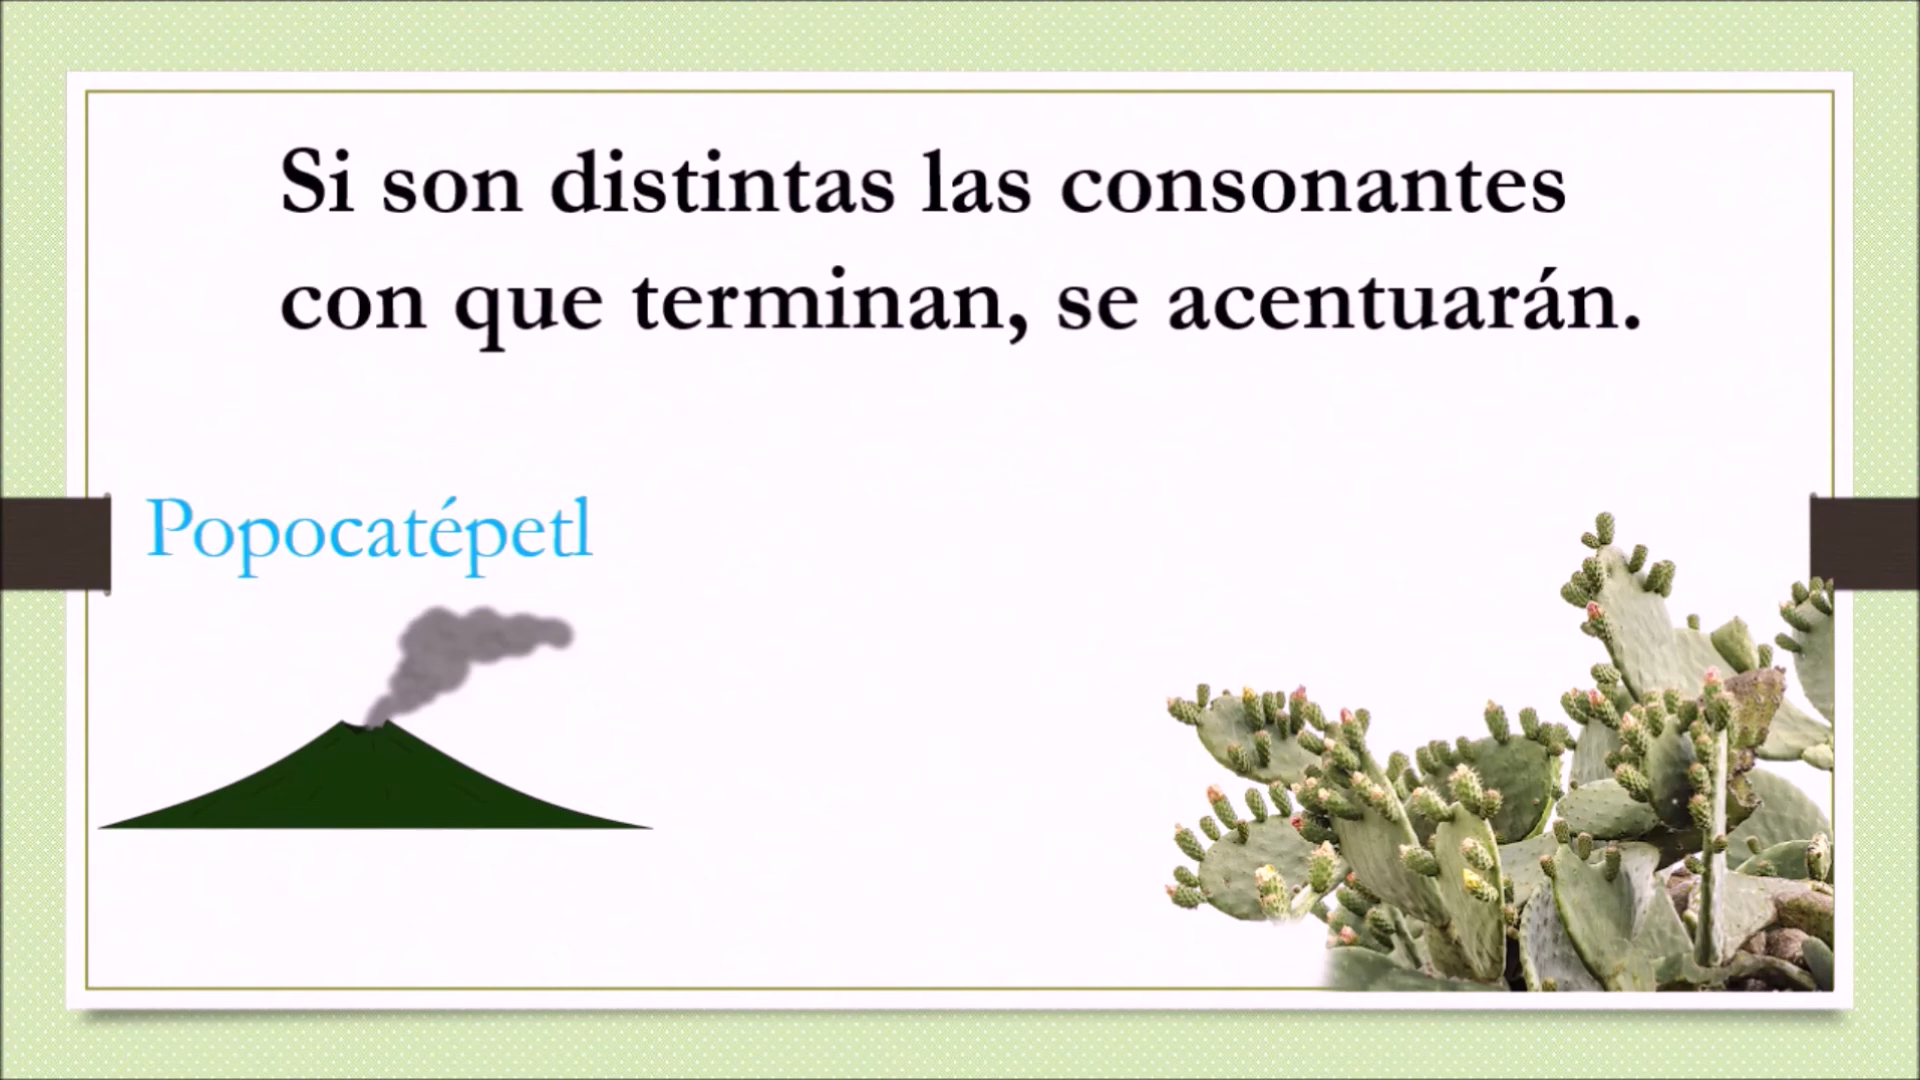 Si son distintas las consonantes
con que terminan, se acentuarán.
Popocatépetl